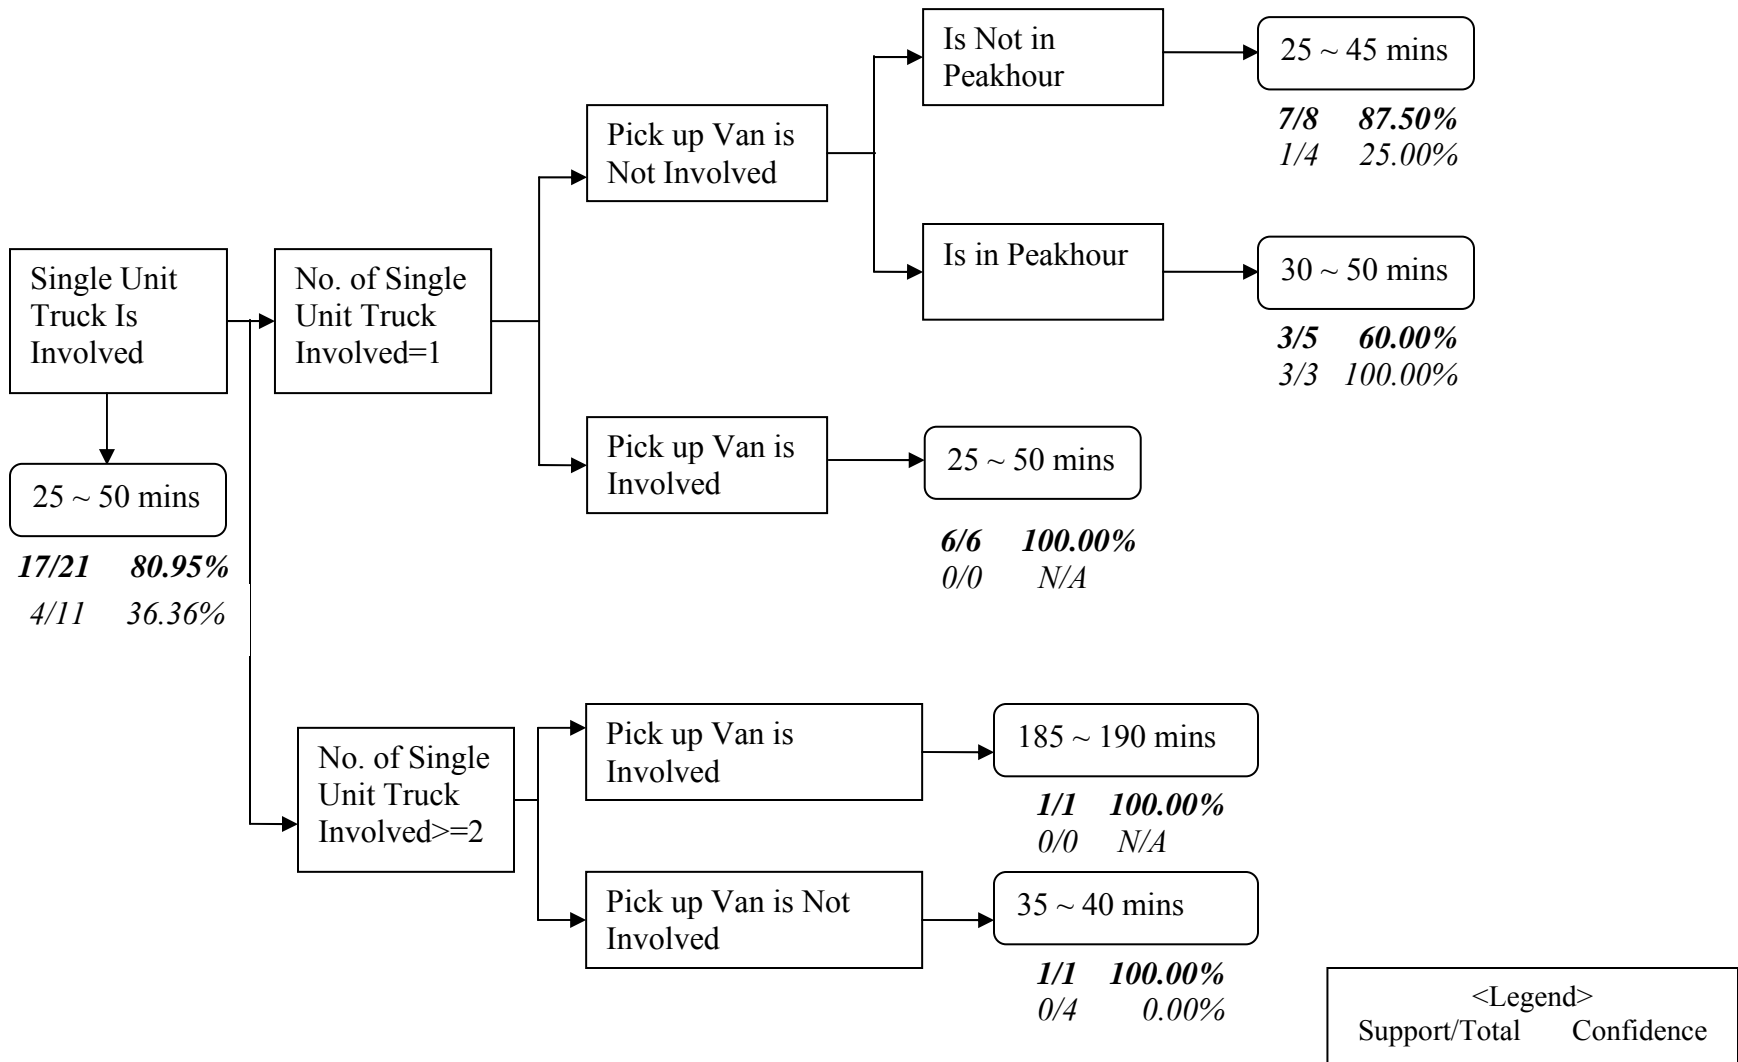 Single Unit
Truck Is
Involved
25 ~ 50 mins
17/21 80.95%
4/11 36.36%
No. of Single
Unit Truck
Involved=1
Pick up Van is
Not Involved
Is Not in
Peakhour
25 ~ 45 mins
7/8 87.50%
1/4 25.00%
Is in Peakhour
30 ~ 50 mins
3/5 60.00%
3/3 100.00%
Pick up Van is
Involved
25 ~ 50 mins
6/6 100.00%
0/0 N/A
No. of Single
Unit Truck
Involved>=2
Pick up Van is
Involved
185 ~ 190 mins
1/1 100.00%
0/0 N/A
Pick up Van is Not
Involved
35 ~ 40 mins
1/1 100.00%
0/4 0.00%
<Legend>
Support/Total Confidence